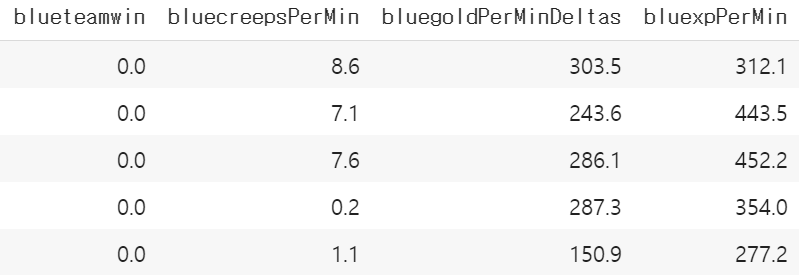 blueteamwin bluecreepsPerMin bluegoldPerMinDeltas bluexpPerMin
0.0 8.6 303.5 312.1
0.0 7.1 243.6 443.5
0.0 7.6 286.1 452.2
0.0 0.2 287.3 354.0
0.0 1.1 150.9 277.2